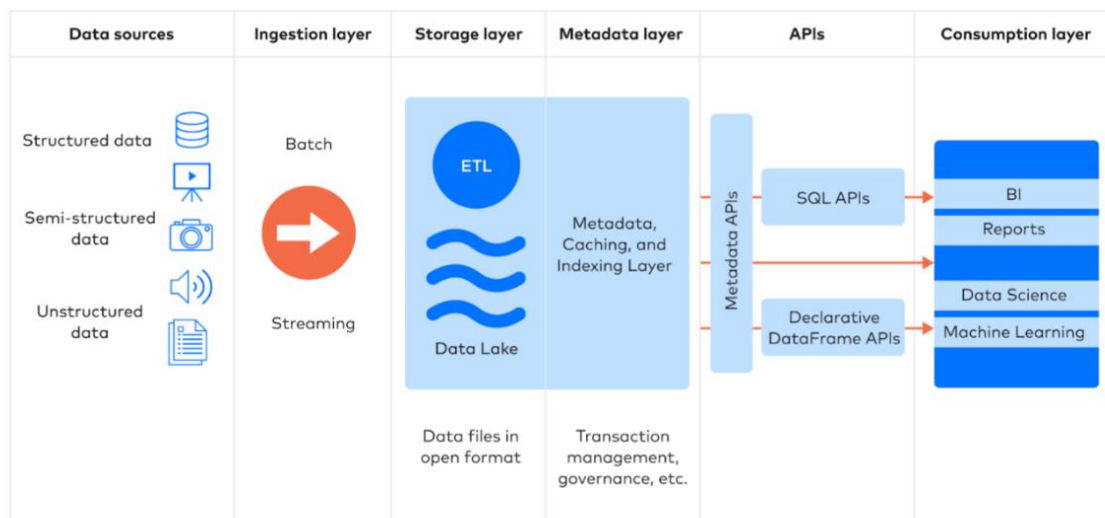 Data sources
Ingestion layer
Storage layer
Metadata layer
APIs
Consumption layer
Structured data
Semi-structured
data
Unstructured
data
Batch
Streaming
ETL
Data Lake
Data files in
open format
Metadata,
Caching, and
Indexing Layer
Transaction
management,
governance, etc.
Metadata APIs
SQL APIs
Declarative
DataFrame APIs
BI
Reports
Data Science
Machine Learning